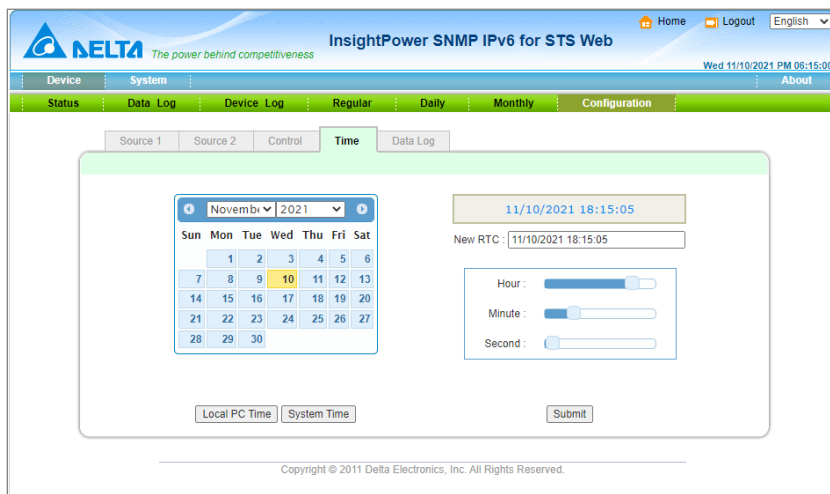 Home Logout English
DELTA The power behind competitiveness InsightPower SNMP IPv6 for STS Web
Wed 11/10/2021 PM 06:15:00
Device System About
Status Data Log Device Log Regular Daily Monthly Configuration
Source 1 Source 2 Control Time Data Log
Novembe 2021
Sun Mon Tue Wed Thu Fri Sat
1 2 3 4 5 6
7 8 9 10 11 12 13
14 15 16 17 18 19 20
21 22 23 24 25 26 27
28 29 30
11/10/2021 18:15:05
New RTC : 11/10/2021 18:15:05
Hour :
Minute :
Second :
Local PC Time System Time Submit
Copyright © 2011 Delta Electronics, Inc. All Rights Reserved.